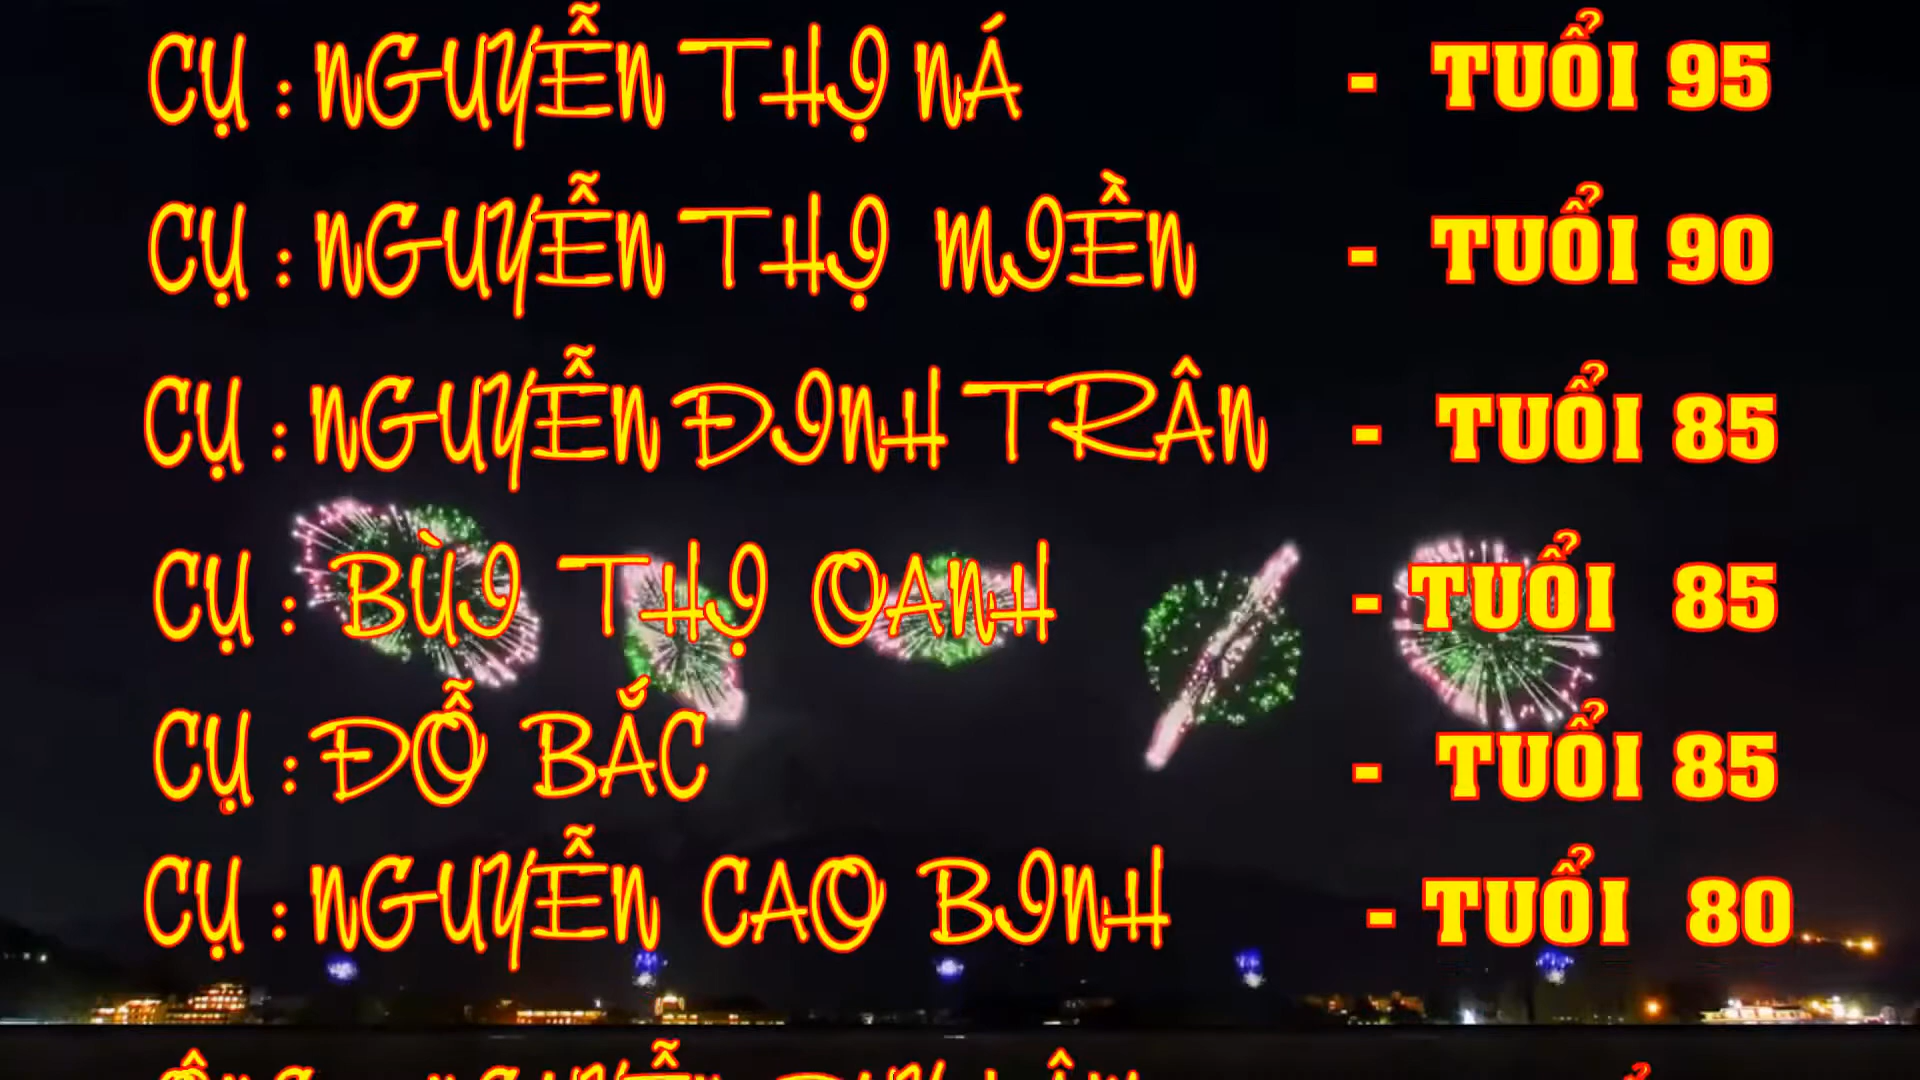 CỤ : NGUYỄN THỊ NÁ - TUỔI 95
CỤ : NGUYỄN THỊ MIỀN - TUỔI 90
CỤ : NGUYỄN ĐINH TRÂN - TUỔI 85
CỤ : BÙI THỊ OANH - TUỔI 85
CỤ : ĐỖ BẮC - TUỔI 85
CỤ : NGUYỄN CAO BINH - TUỔI 80
NGUYỄN